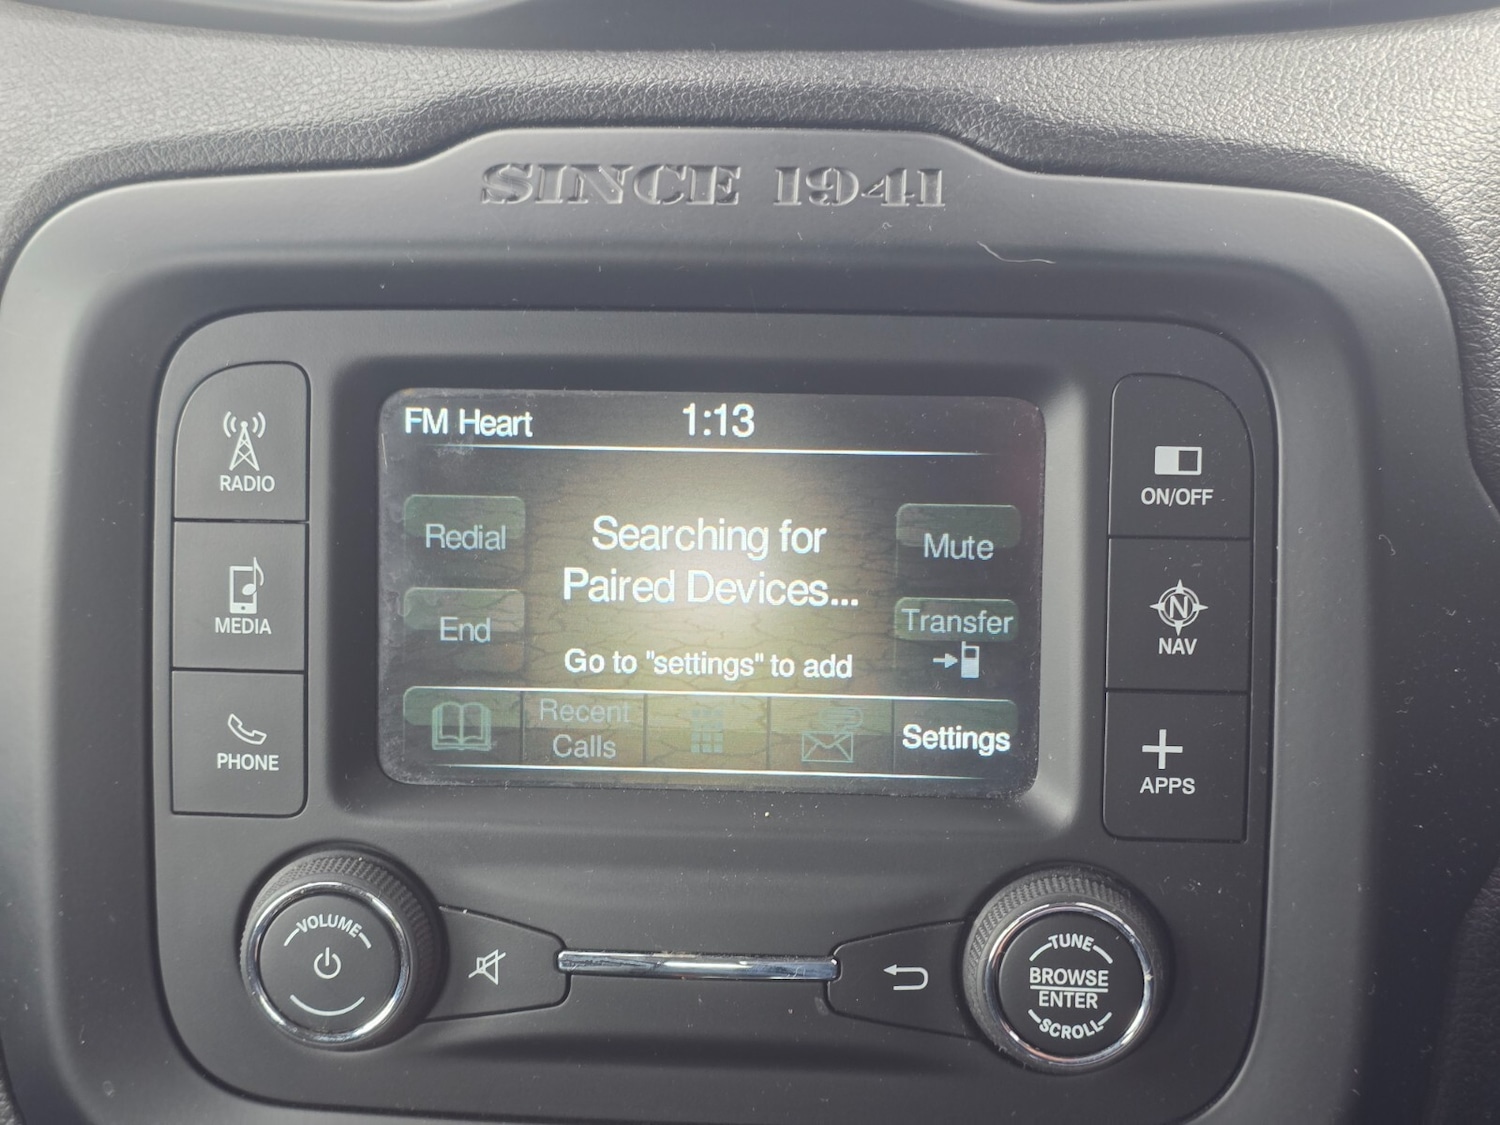 SINCE 1941
FM Heart 1:13
RADIO
MEDIA
PHONE
Redial
End
Searching for
Paired Devices...
Go to "settings" to add
Mute
Transfer
Recent
Calls
Settings
ON/OFF
N
NAV
APPS
VOLUME
TUNE
BROWSE
ENTER
SCROLL